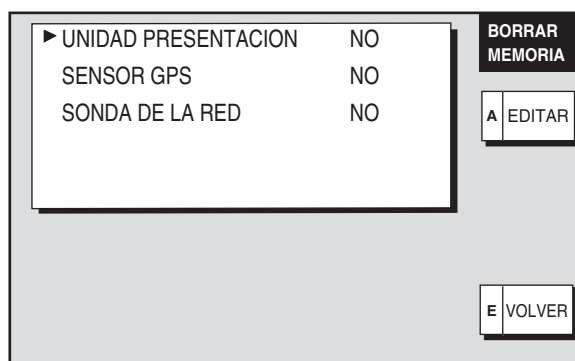 UNIDAD PRESENTACION NO
SENSOR GPS NO
SONDA DE LA RED NO
BORRAR
MEMORIA
A EDITAR
E VOLVER